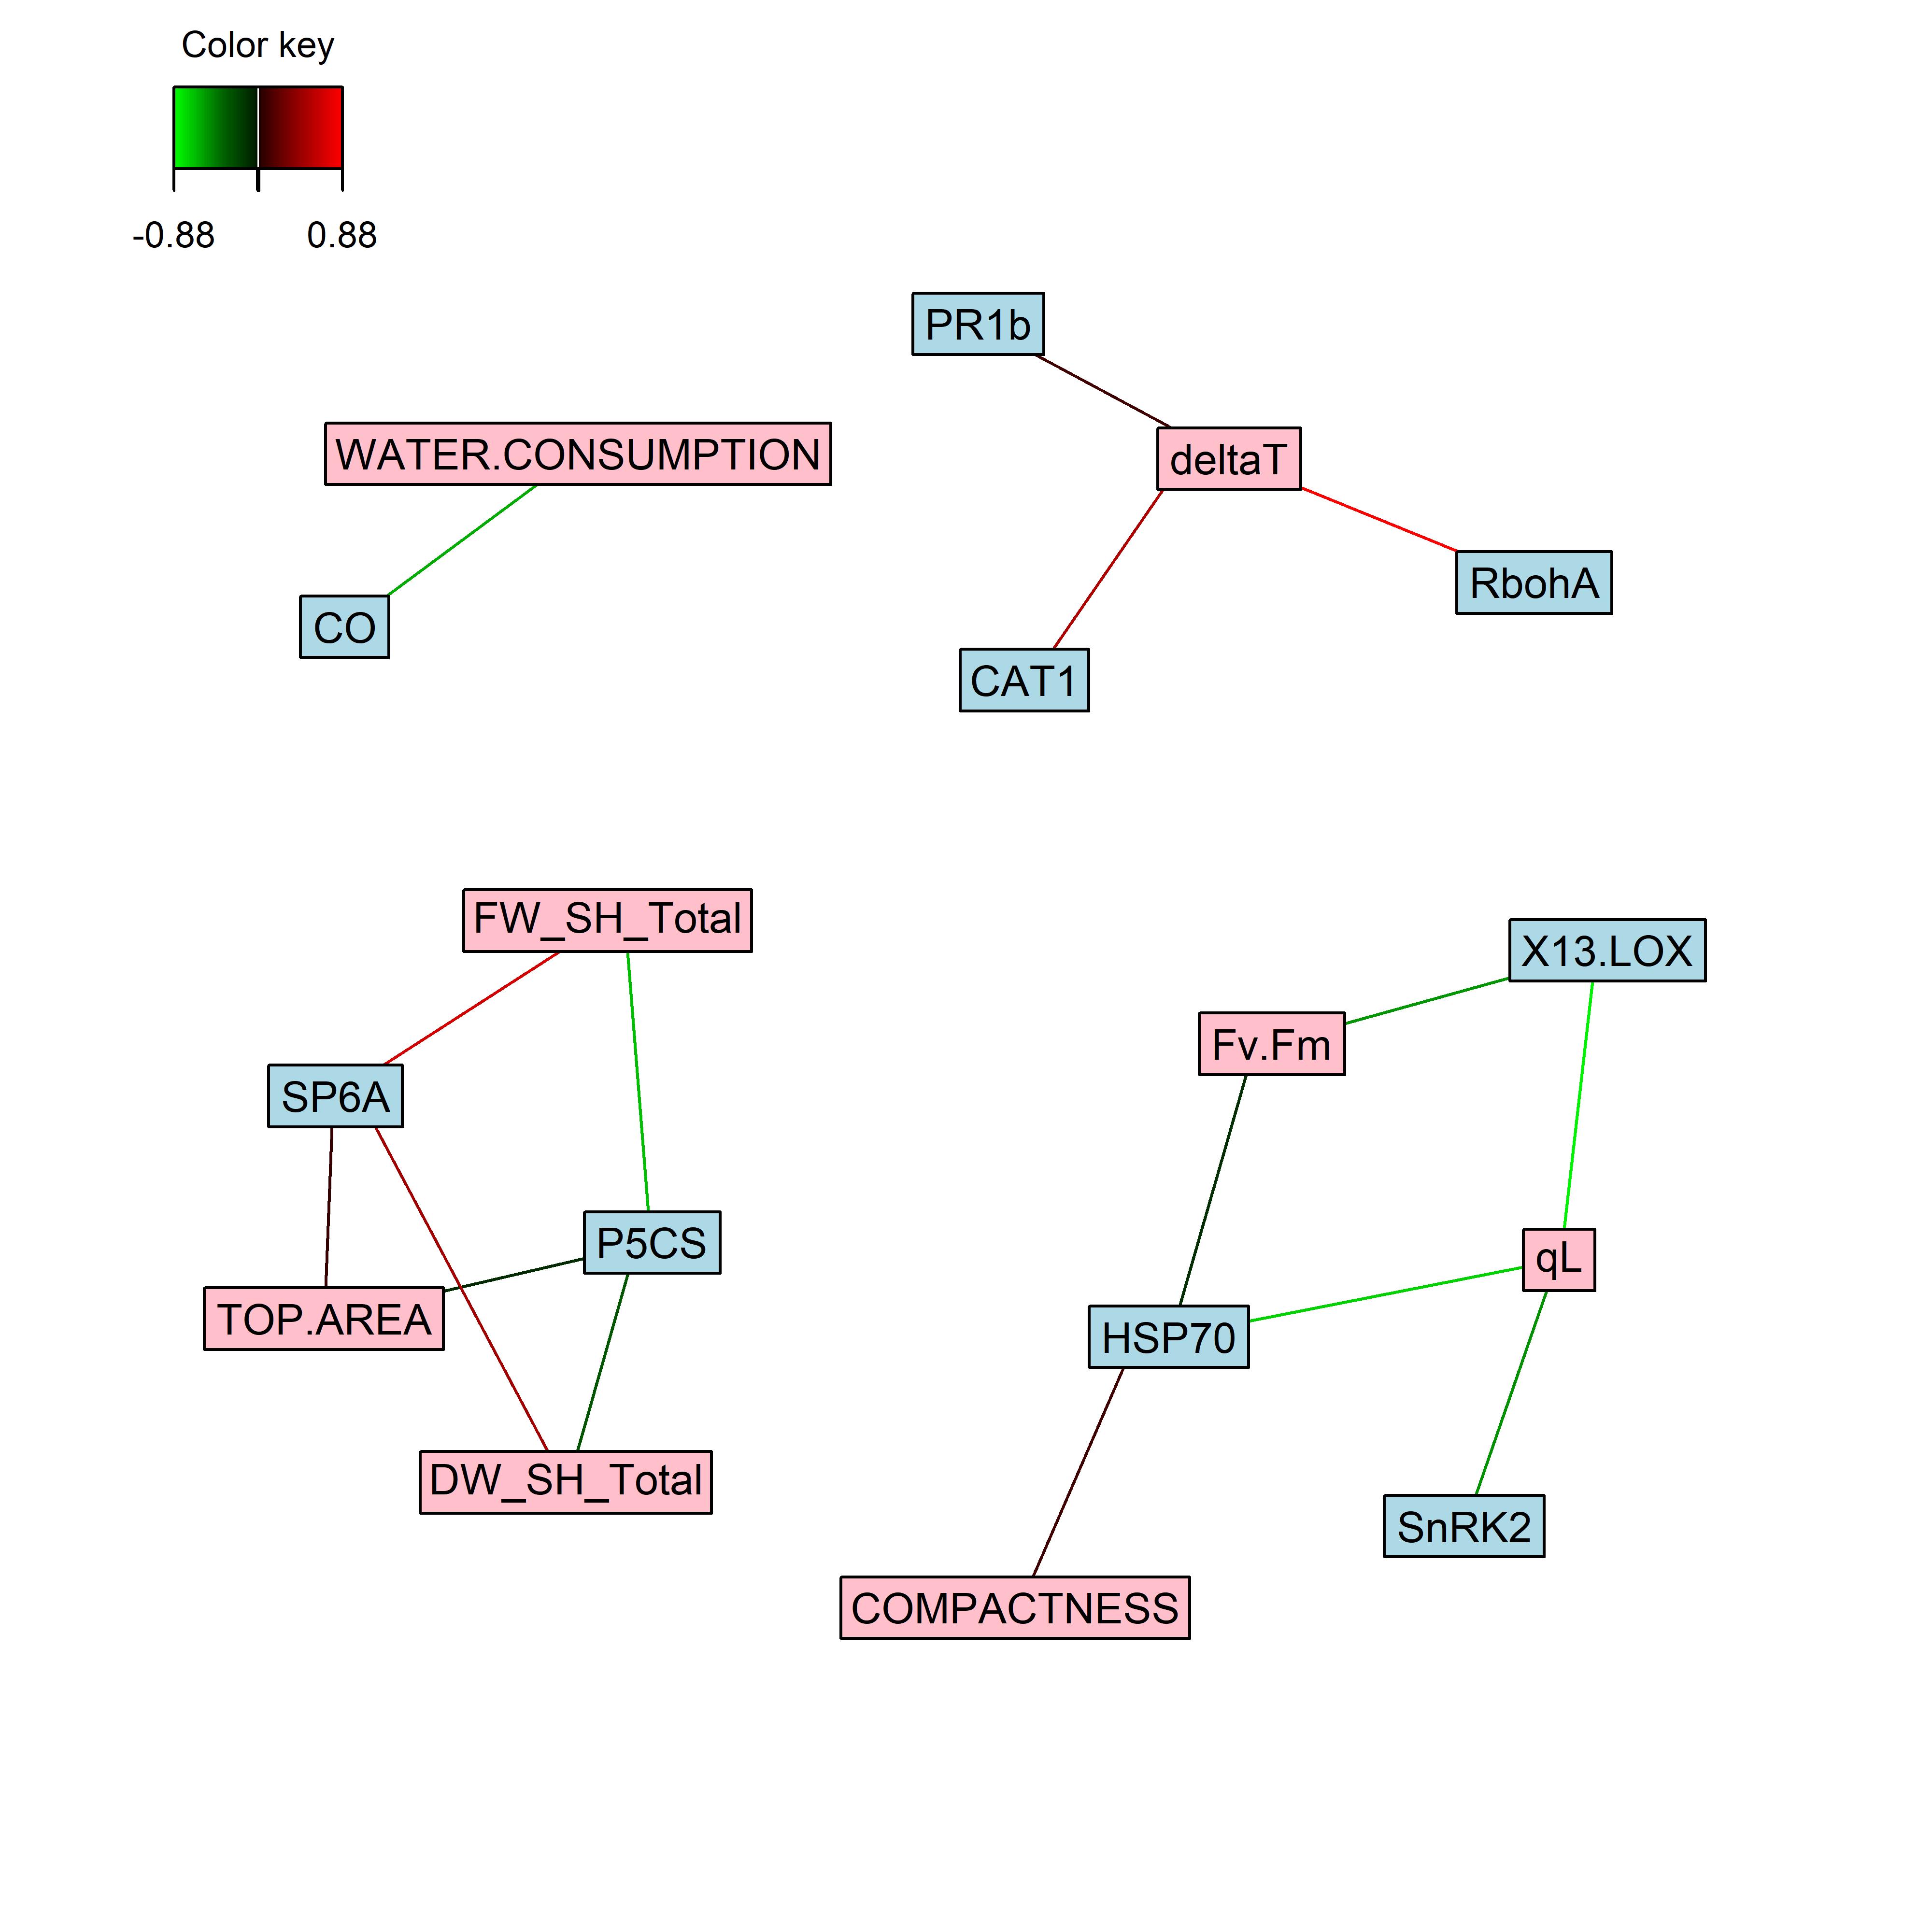 Color key
-0.88 0.88
PR1b
WATER.CONSUMPTION
deltaT
RbohA
CO
CAT1
FW_SH_Total
X13.LOX
Fv.Fm
SP6A
P5CS
qL
TOP.AREA
HSP70
DW_SH_Total
SnRK2
COMPACTNESS